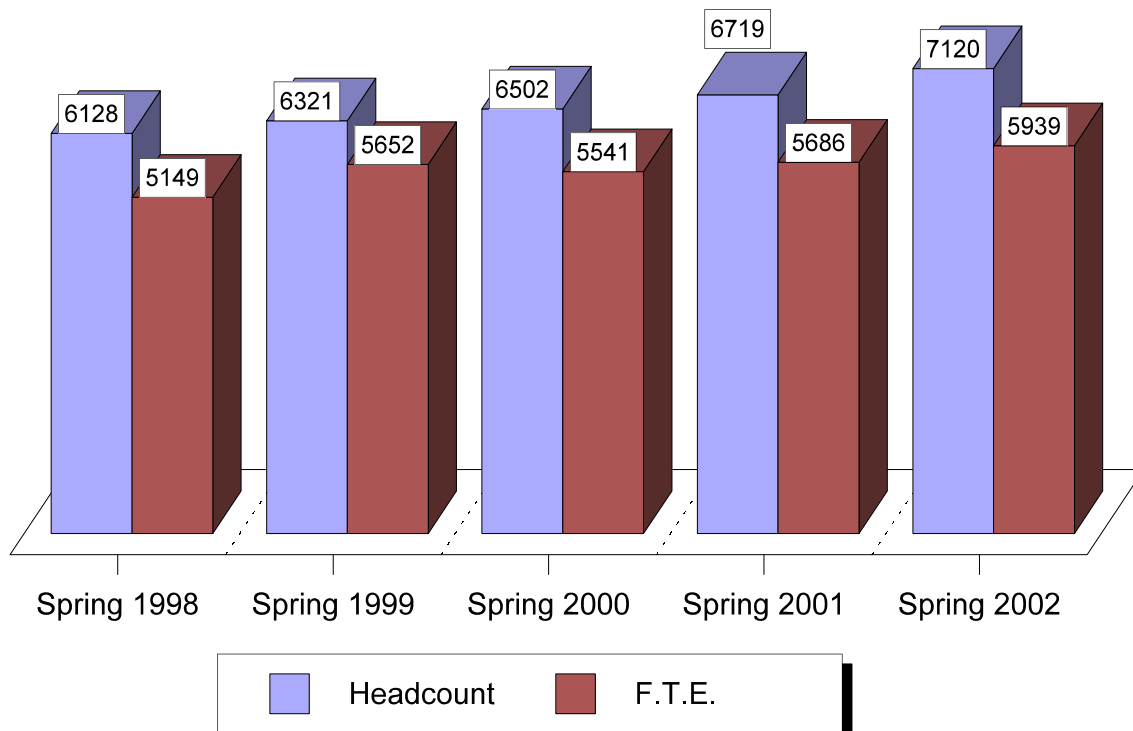 6128
5149
6321
5652
6502
5541
6719
5686
7120
5939
Spring 1998
Spring 1999
Spring 2000
Spring 2001
Spring 2002
Headcount
F.T.E.